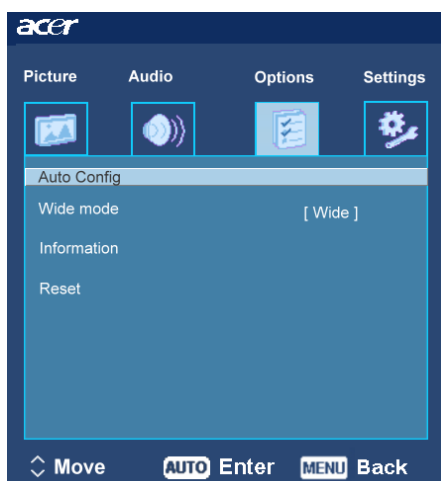 acer
Picture Audio Options Settings
Auto Config
Wide mode [ Wide ]
Information
Reset
Move AUTO Enter MENU Back